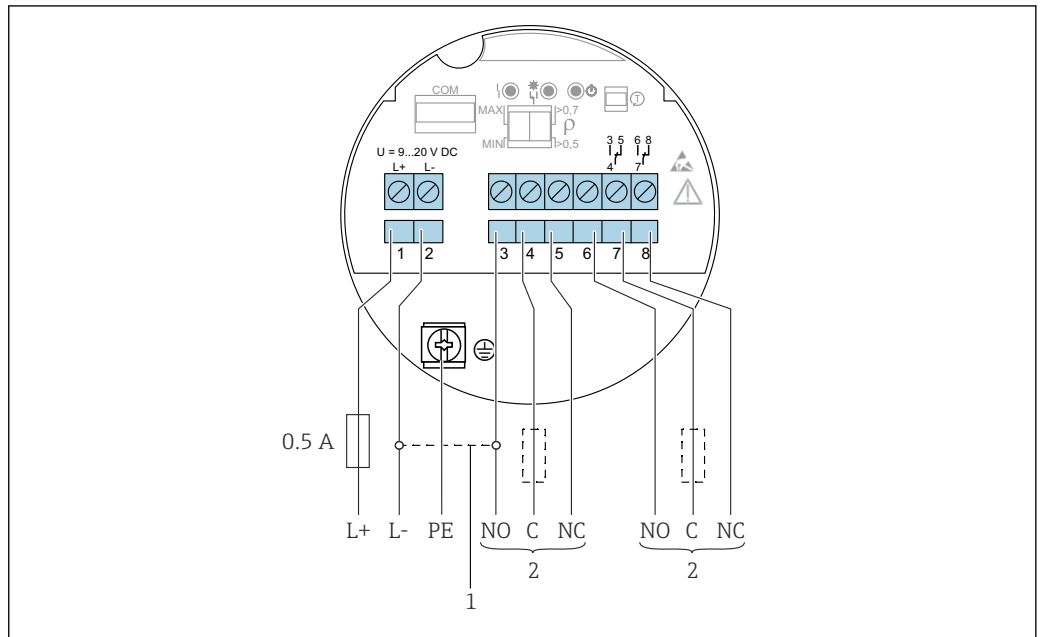 COM
MAX >0,7
ρ
MIN >0,5
T
U = 9...20 V DC
L+ L-
3 5 6 8
4 7
1 2 3 4 5 6 7 8
0.5 A
L+ L- PE NO C NC NO C NC
2 2
1